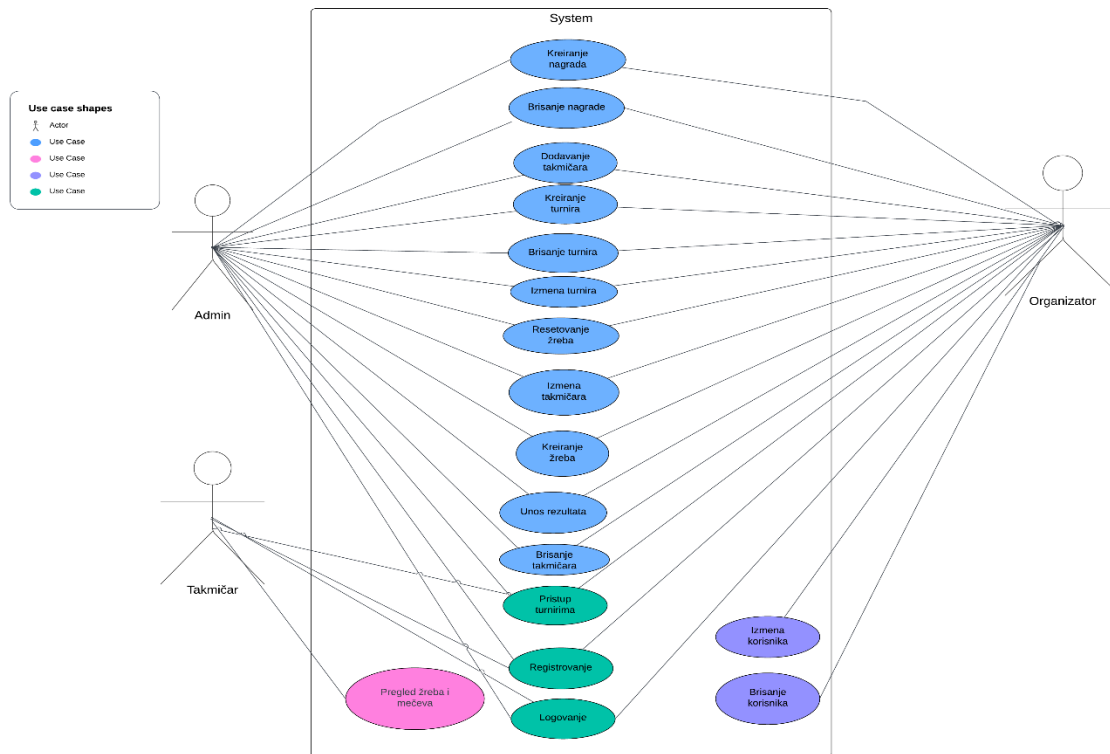 System
Use case shapes
Actor
Use Case
Use Case
Use Case
Use Case
Kreiranje
nagrada
Brisanje nagrade
Dodavanje
takmičara
Kreiranje
turnira
Brisanje turnira
Izmena turnira
Resetovanje
žreba
Izmena
takmičara
Kreiranje
žreba
Unos rezultata
Brisanje
takmičara
Pristup
turnirima
Registrovanje
Logovanje
Pregled žreba i
mečeva
Izmena
korisnika
Brisanje
korisnika
Admin
Takmičar
Organizator